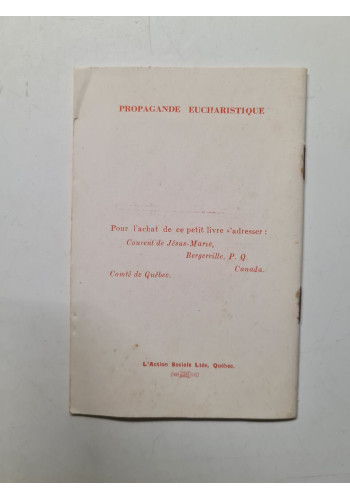 PROPAGANDE EUCHARISTIQUE
Pour l'achat de ce petit livre s'adresser :
Couvent de Jésus-Marie,
Bergerville, P. Q.
Canada.
Comté de Québec.
L'Action Sociale Ltée, Québec.